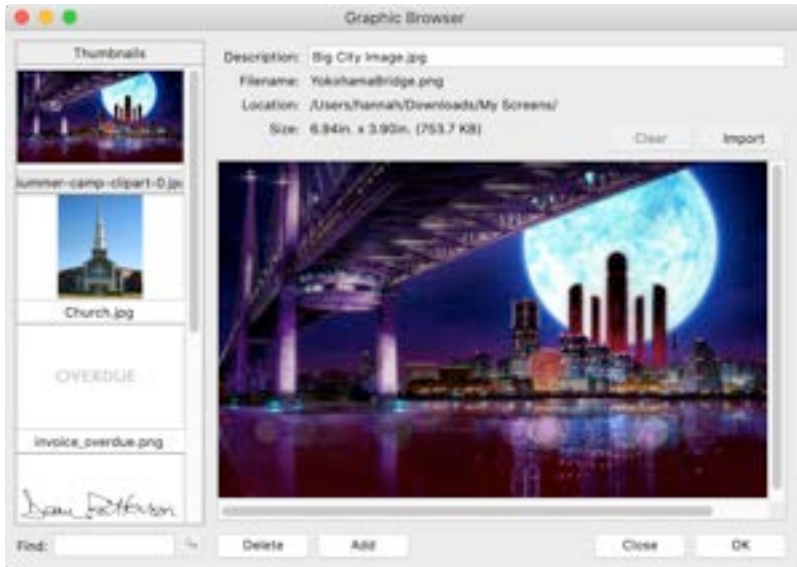 Graphic Browser
Thumbnails
summer-camp-clipart-0.jpg
Church.jpg
OVERDUE
invoice_overdue.png
Find:
Description: Big City Image.jpg
Filename: YokohamaBridge.png
Location: /Users/hannah/Downloads/My Screens/
Size: 6.94in. x 3.90in. (753.7 KB)
Clear
Import
Delete
Add
Close
OK